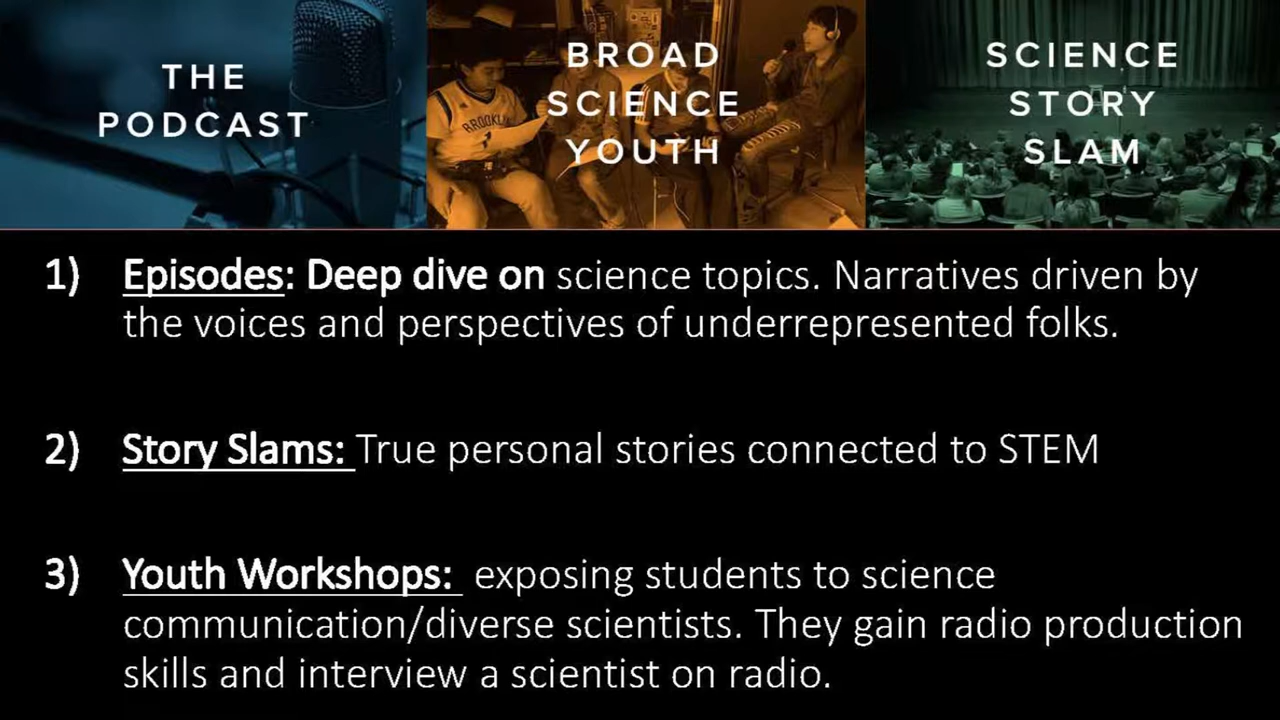 THE
PODCAST
BROAD
SCIENCE
YOUTH
BROOKLYN
1
SCIENCE
STORY
SLAM
1) Episodes: Deep dive on science topics. Narratives driven by
the voices and perspectives of underrepresented folks.
2) Story Slams: True personal stories connected to STEM
3) Youth Workshops: exposing students to science
communication/diverse scientists. They gain radio production
skills and interview a scientist on radio.